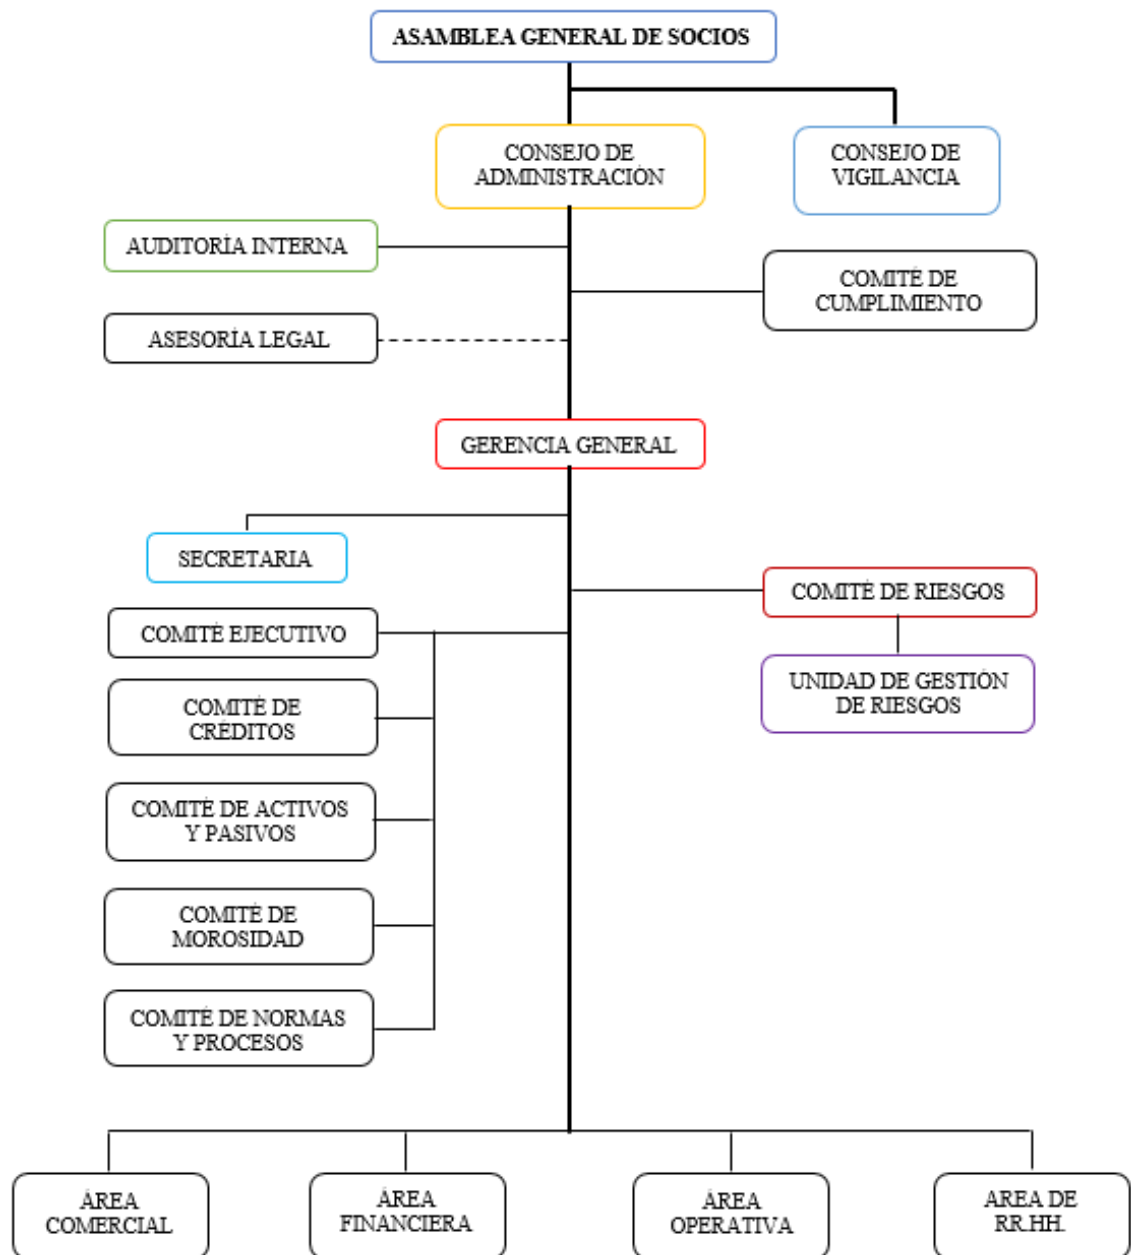 ASAMBLEA GENERAL DE SOCIOS
CONSEJO DE
ADMINISTRACIÓN
CONSEJO DE
VIGILANCIA
AUDITORÍA INTERNA
COMITÉ DE
CUMPLIMIENTO
ASESORÍA LEGAL
GERENCIA GENERAL
SECRETARIA
COMITÉ DE RIESGOS
COMITÉ EJECUTIVO
UNIDAD DE GESTIÓN
DE RIESGOS
COMITÉ DE
CRÉDITOS
COMITÉ DE ACTIVOS
Y PASIVOS
COMITÉ DE
MOROSIDAD
COMITÉ DE NORMAS
Y PROCESOS
ÁREA
COMERCIAL
ÁREA
FINANCIERA
ÁREA
OPERATIVA
AREA DE
RR.HH.